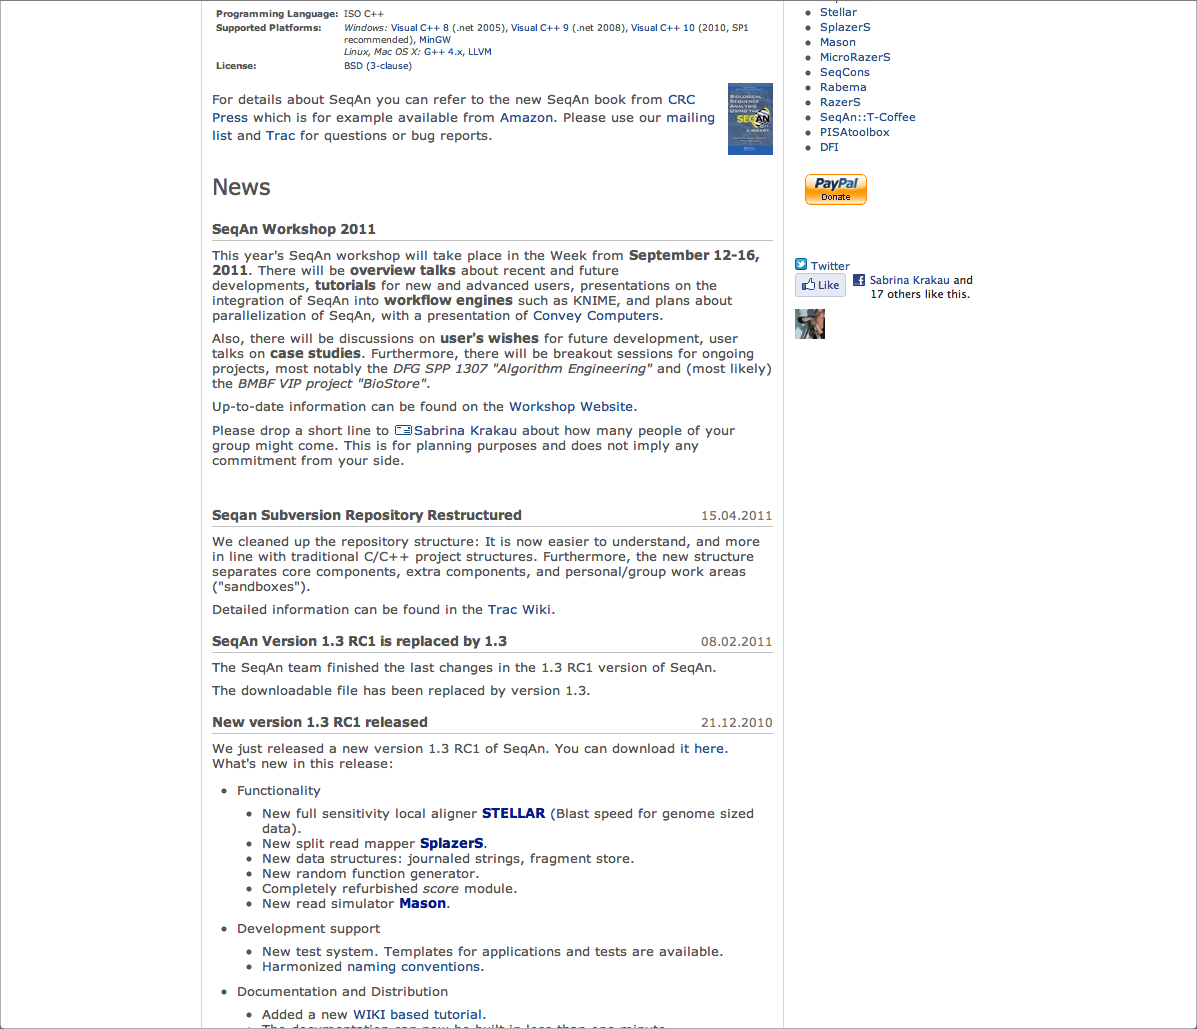 Programming Language: ISO C++
Supported Platforms: Windows: Visual C++ 8 (.net 2005), Visual C++ 9 (.net 2008), Visual C++ 10 (2010, SP1
recommended), MinGW
Linux, Mac OS X: G++ 4.x, LLVM
License: BSD (3-clause)
For details about SeqAn you can refer to the new SeqAn book from CRC
Press which is for example available from Amazon. Please use our mailing
list and Trac for questions or bug reports.
BIOLOGICAL
SEQUENCE
ANALYSIS
USING THE
SEQAN
C++
LIBRARY
News
SeqAn Workshop 2011
This year's SeqAn workshop will take place in the Week from September 12-16,
2011. There will be overview talks about recent and future
developments, tutorials for new and advanced users, presentations on the
integration of SeqAn into workflow engines such as KNIME, and plans about
parallelization of SeqAn, with a presentation of Convey Computers.
Also, there will be discussions on user's wishes for future development, user
talks on case studies. Furthermore, there will be breakout sessions for ongoing
projects, most notably the DFG SPP 1307 "Algorithm Engineering" and (most likely)
the BMBF VIP project "BioStore".
Up-to-date information can be found on the Workshop Website.
Please drop a short line to Sabrina Krakau about how many people of your
group might come. This is for planning purposes and does not imply any
commitment from your side.
Seqan Subversion Repository Restructured 15.04.2011
We cleaned up the repository structure: It is now easier to understand, and more
in line with traditional C/C++ project structures. Furthermore, the new structure
separates core components, extra components, and personal/group work areas
("sandboxes").
Detailed information can be found in the Trac Wiki.
SeqAn Version 1.3 RC1 is replaced by 1.3 08.02.2011
The SeqAn team finished the last changes in the 1.3 RC1 version of SeqAn.
The downloadable file has been replaced by version 1.3.
New version 1.3 RC1 released 21.12.2010
We just released a new version 1.3 RC1 of SeqAn. You can download it here.
What's new in this release:
Functionality
New full sensitivity local aligner STELLAR (Blast speed for genome sized
data).
New split read mapper SplazerS.
New data structures: journaled strings, fragment store.
New random function generator.
Completely refurbished score module.
New read simulator Mason.
Development support
New test system. Templates for applications and tests are available.
Harmonized naming conventions.
Documentation and Distribution
Added a new WIKI based tutorial.
The documentation can now be built in less than one minute.
Stellar
SplazerS
Mason
MicroRazerS
SeqCons
Rabema
RazerS
SeqAn::T-Coffee
PISAtoolbox
DFI
PayPal
Donate
Twitter
Like
Sabrina Krakau and
17 others like this.